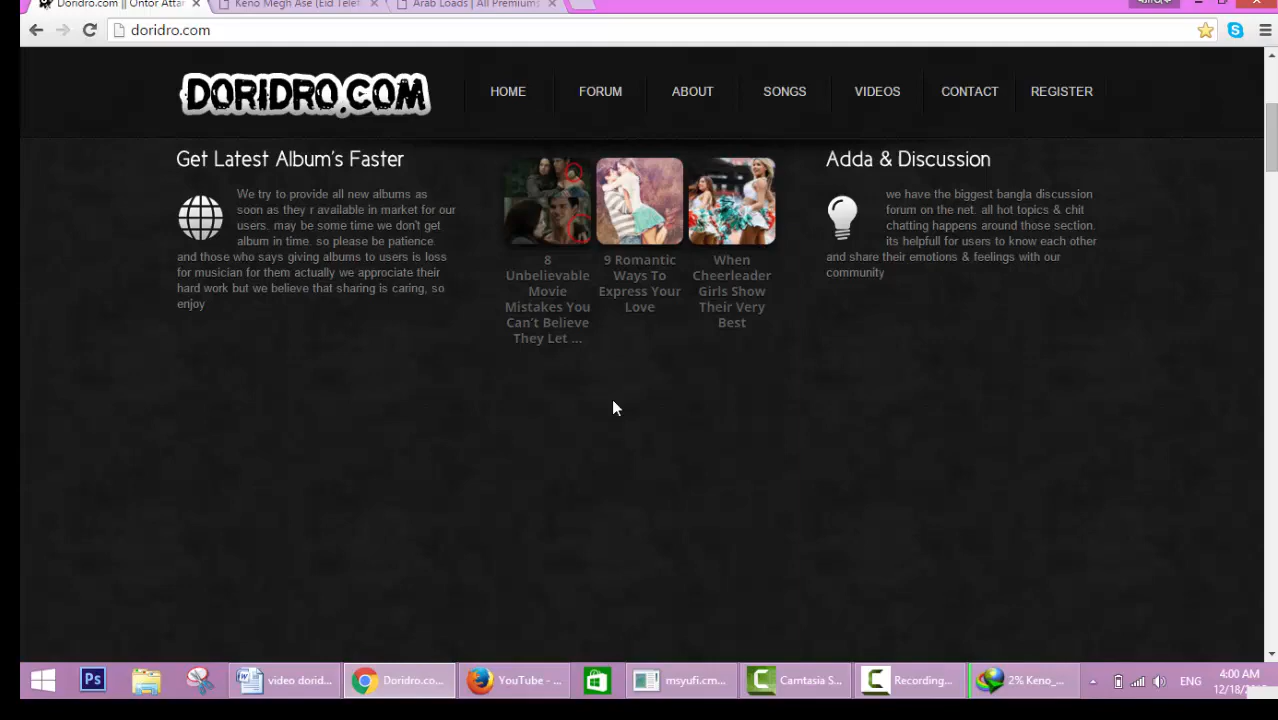 Doridro.com || Ontor Attar
Keno Megh Ase (Eid Telef
Arab Loads | All Premium
doridro.com
DORIDRO.COM
HOME FORUM ABOUT SONGS VIDEOS CONTACT REGISTER
Get Latest Album's Faster
We try to provide all new albums as
soon as they r available in market for our
users. may be some time we don't get
album in time. so please be patience.
and those who says giving albums to users is loss
for musician for them actually we approciate their
hard work but we believe that sharing is caring, so
enjoy
8
Unbelievable
Movie
Mistakes You
Can't Believe
They Let ...
9 Romantic
Ways To
Express Your
Love
When
Cheerleader
Girls Show
Their Very
Best
Adda & Discussion
we have the biggest bangla discussion
forum on the net. all hot topics & chit
chatting happens around those section.
its helpfull for users to know each other
and share their emotions & feelings with our
community
Ps
video dorid...
Doridro.co...
YouTube - ...
msyufi.cm...
Camtasia S...
Recording...
2% Keno_...
ENG
4:00 AM
12/18/